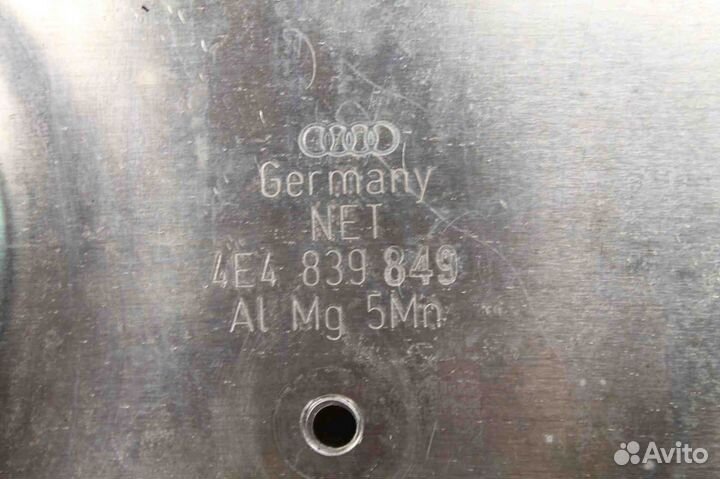 Germany
NET
4E4 839 849
Al Mg 5Mn
Avito